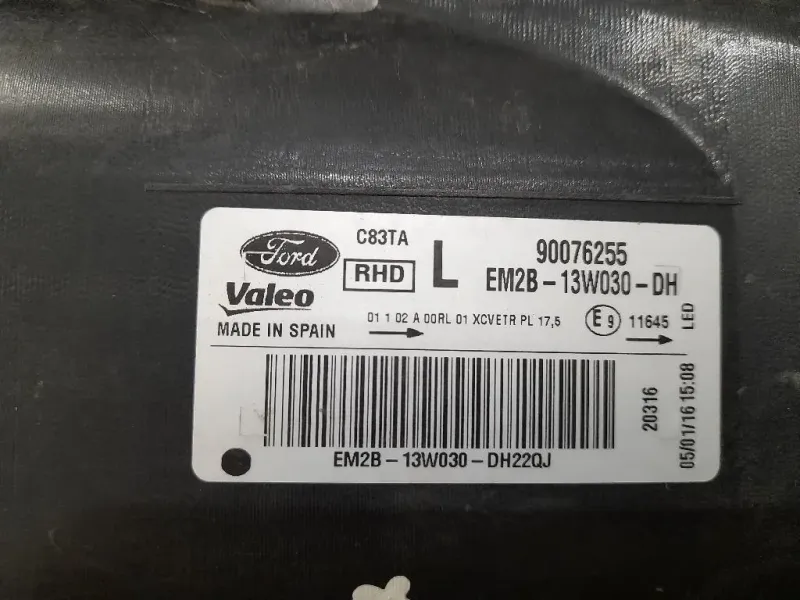 Ford
Valeo
MADE IN SPAIN
C83TA
RHD
L
90076255
EM2B-13W030-DH
01 1 02 A 00RL 01 XCVETR PL 17,5
E9 11645
LED
20316
05/01/16 15:08
EM2B-13W030-DH22QJ